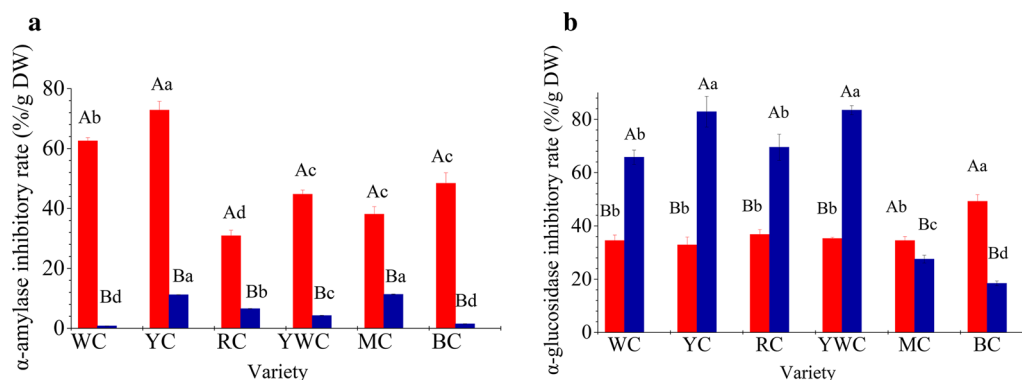 a
α-amylase inhibitory rate (%/g DW)
80
60
40
20
0
Ab
Aa
Ad
Ac
Ac
Ac
Bd
Ba
Bb
Bc
Ba
Bd
WC YC RC YWC MC BC
Variety
b
α-glucosidase inhibitory rate (%/g DW)
80
60
40
20
0
Ab
Aa
Ab
Aa
Aa
Bb
Bb
Bb
Bb
Ab
Bc
Bd
WC YC RC YWC MC BC
Variety